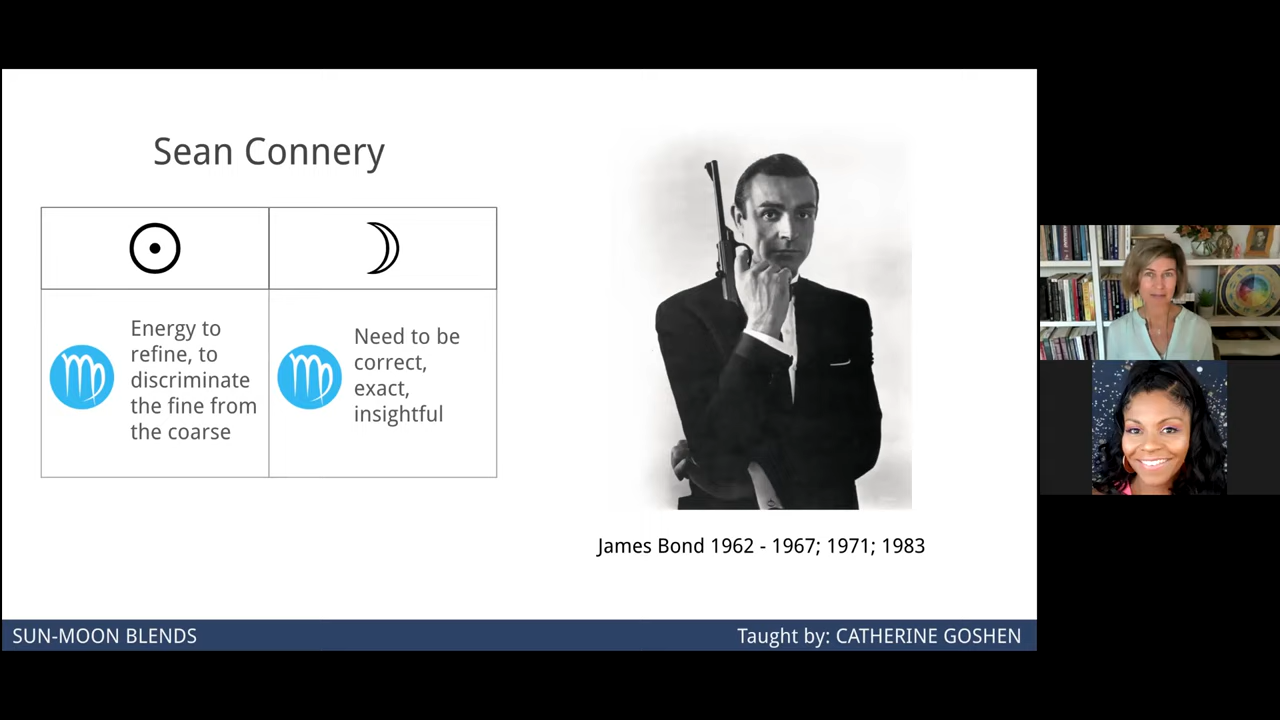 Sean Connery
Energy to
refine, to
discriminate
the fine from
the coarse
Need to be
correct,
exact,
insightful
James Bond 1962 - 1967; 1971; 1983
SUN-MOON BLENDS
Taught by: CATHERINE GOSHEN